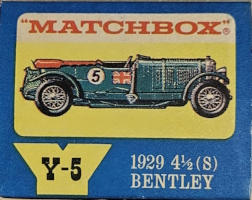 "MATCHBOX"®
5
Y-5
1929 4½(S)
BENTLEY